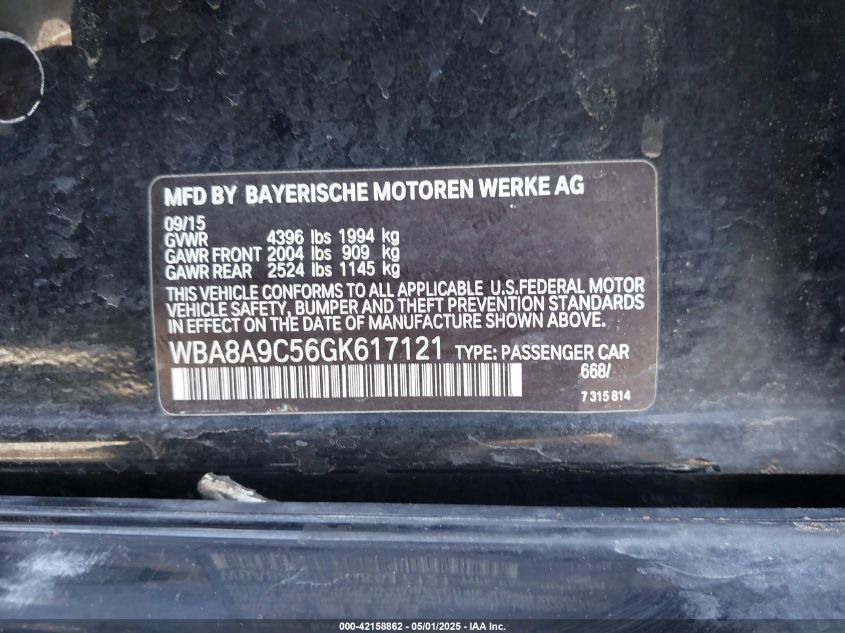 MFD BY BAYERISCHE MOTOREN WERKE AG
09/15
GVWR 4396 lbs 1994 kg
GAWR FRONT 2004 lbs 909 kg
GAWR REAR 2524 lbs 1145 kg
THIS VEHICLE CONFORMS TO ALL APPLICABLE U.S.FEDERAL MOTOR
VEHICLE SAFETY, BUMPER AND THEFT PREVENTION STANDARDS
IN EFFECT ON THE DATE OF MANUFACTURE SHOWN ABOVE.
WBA8A9C56GK617121 TYPE: PASSENGER CAR
668/
7 315 814
000-42158862 - 05/01/2025 - IAA Inc.